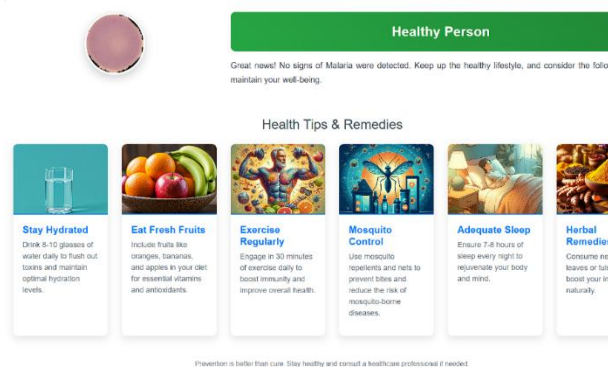 Healthy Person
Great news! No signs of Malaria were detected. Keep up the healthy lifestyle, and consider the follo
maintain your well-being.
Health Tips & Remedies
Stay Hydrated
Drink 8-10 glasses of
water daily to flush out
toxins and maintain
optimal hydration
levels.
Eat Fresh Fruits
Include fruits like
oranges, bananas,
and apples in your diet
for essential vitamins
and antioxidants.
Exercise
Regularly
Engage in 30 minutes
of exercise daily to
boost immunity and
improve overall health.
Mosquito
Control
Use mosquito
repellents and nets to
prevent bites and
reduce the risk of
mosquito-borne
diseases.
Adequate Sleep
Ensure 7-8 hours of
sleep every night to
rejuvenate your body
and mind.
Herbal
Remedies
Consume ne
leaves or tul
boost your im
naturally.
Prevention is better than cure. Stay healthy and consult a healthcare professional if needed.